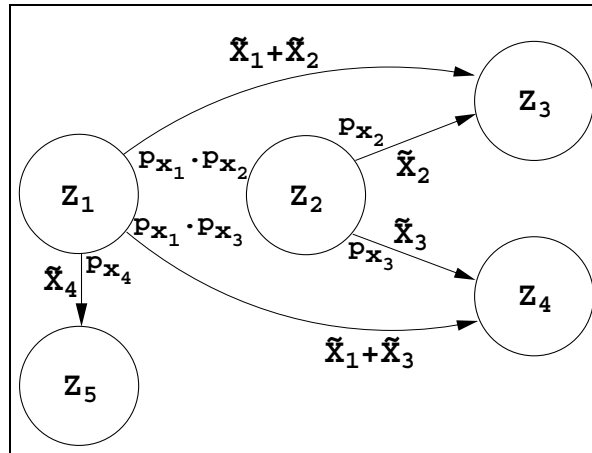 X̃₁+X̃₂
Z₃
pₓ₂
pₓ₁·pₓ₂
X̃₂
Z₁
Z₂
pₓ₁·pₓ₃
X̃₃
pₓ₃
pₓ₄
X̃₄
Z₄
X̃₁+X̃₃
Z₅